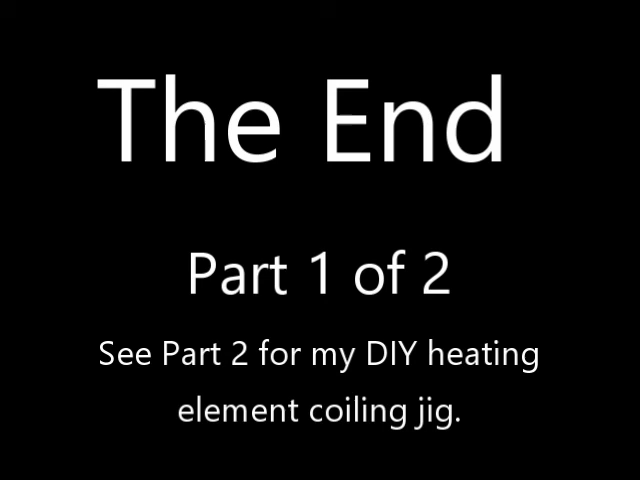 The End
Part 1 of 2
See Part 2 for my DIY heating
element coiling jig.